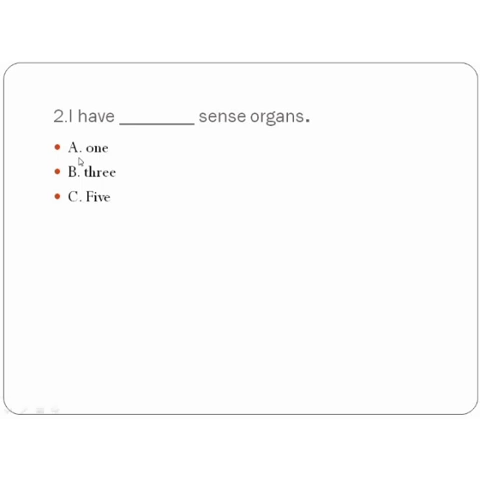 2.I have ________ sense organs.
A. one
B. three
C. Five